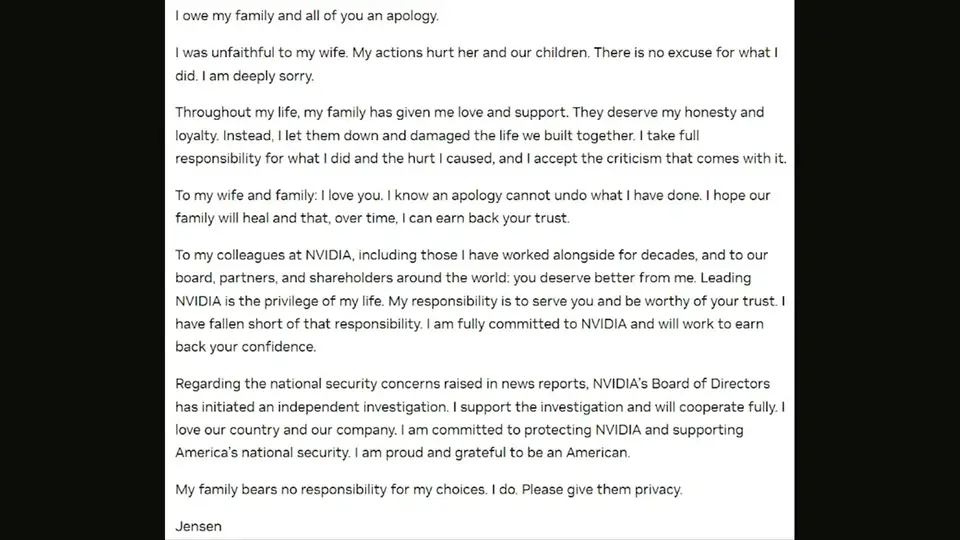 I owe my family and all of you an apology.
I was unfaithful to my wife. My actions hurt her and our children. There is no excuse for what I
did. I am deeply sorry.
Throughout my life, my family has given me love and support. They deserve my honesty and
loyalty. Instead, I let them down and damaged the life we built together. I take full
responsibility for what I did and the hurt I caused, and I accept the criticism that comes with it.
To my wife and family: I love you. I know an apology cannot undo what I have done. I hope our
family will heal and that, over time, I can earn back your trust.
To my colleagues at NVIDIA, including those I have worked alongside for decades, and to our
board, partners, and shareholders around the world: you deserve better from me. Leading
NVIDIA is the privilege of my life. My responsibility is to serve you and be worthy of your trust. I
have fallen short of that responsibility. I am fully committed to NVIDIA and will work to earn
back your confidence.
Regarding the national security concerns raised in news reports, NVIDIA's Board of Directors
has initiated an independent investigation. I support the investigation and will cooperate fully. I
love our country and our company. I am committed to protecting NVIDIA and supporting
America's national security. I am proud and grateful to be an American.
My family bears no responsibility for my choices. I do. Please give them privacy.
Jensen